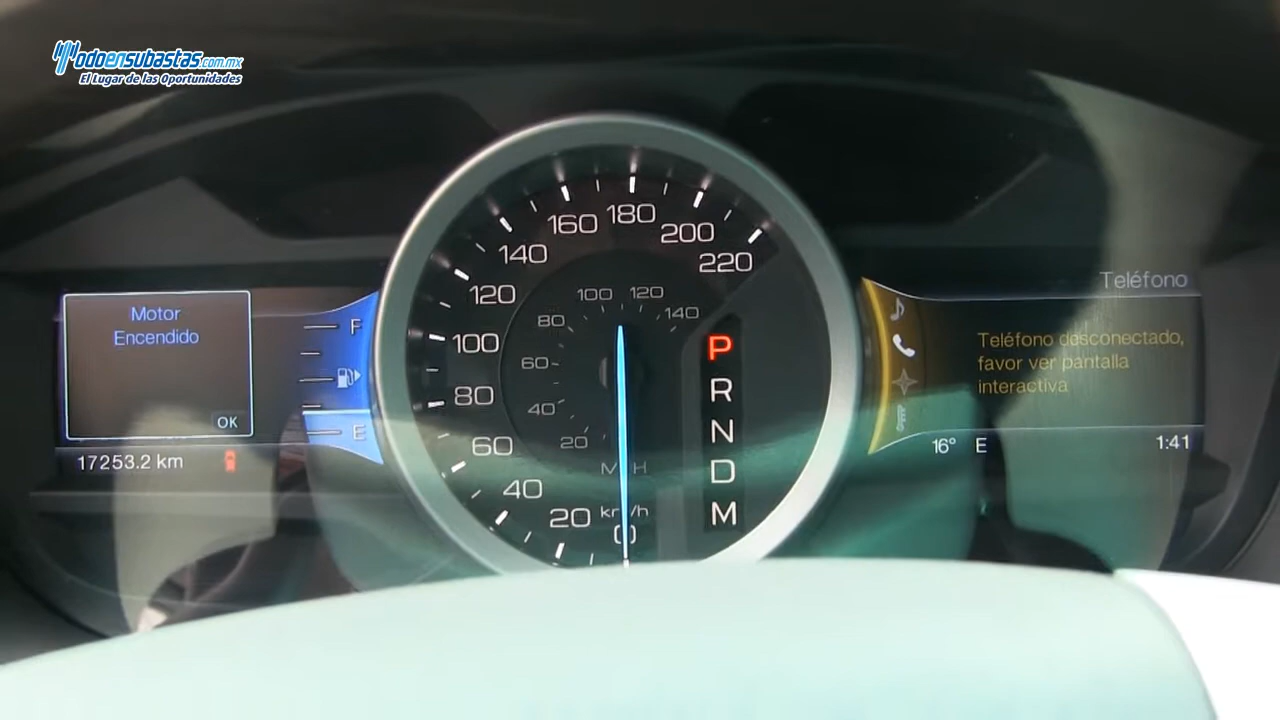 Todoensubastas.com.mx
El Lugar de las Oportunidades
Motor
Encendido
OK
17253.2 km
F
E
220
200
180
160
140
120
100
80
60
40
20
0
km/h
140
120
100
80
60
40
20
MPH
P
R
N
D
M
Teléfono
Teléfono desconectado,
favor ver pantalla
interactiva
16° E
1:41